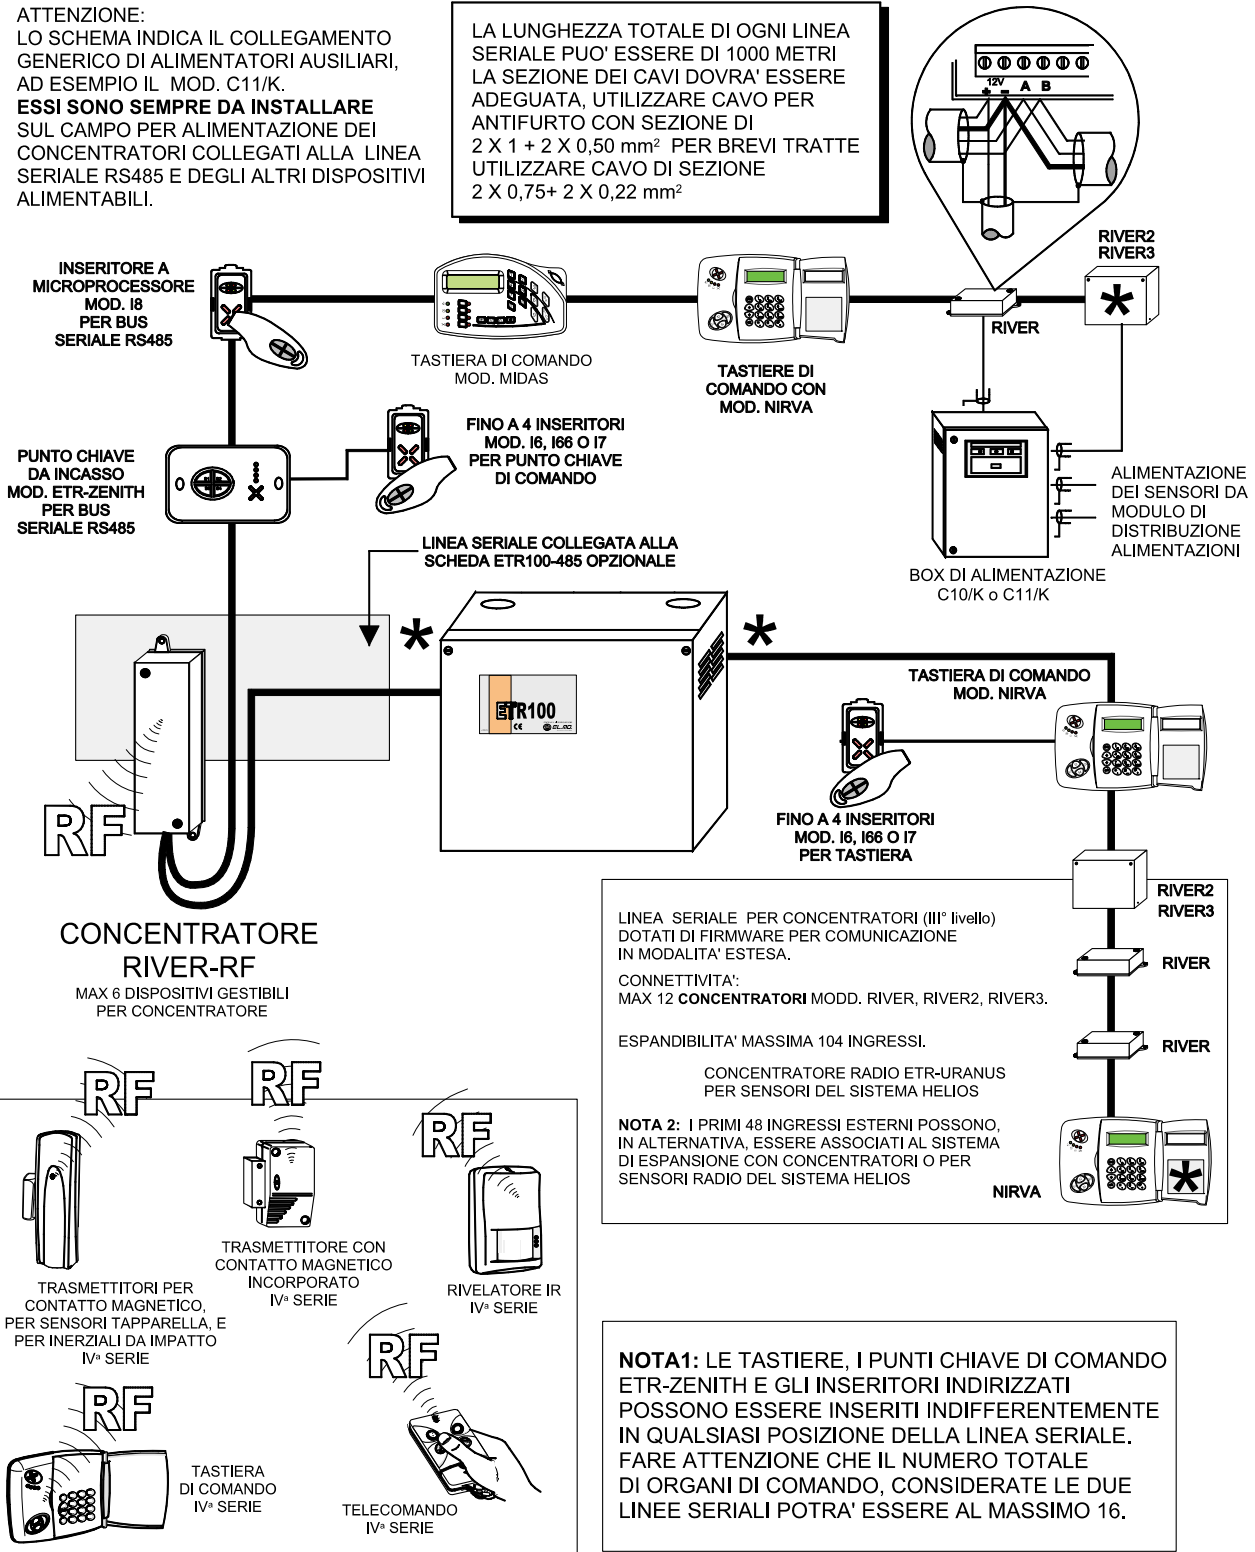 ATTENZIONE:
LO SCHEMA INDICA IL COLLEGAMENTO
GENERICO DI ALIMENTATORI AUSILIARI,
AD ESEMPIO IL MOD. C11/K.
ESSI SONO SEMPRE DA INSTALLARE
SUL CAMPO PER ALIMENTAZIONE DEI
CONCENTRATORI COLLEGATI ALLA LINEA
SERIALE RS485 E DEGLI ALTRI DISPOSITIVI
ALIMENTABILI.
LA LUNGHEZZA TOTALE DI OGNI LINEA
SERIALE PUO' ESSERE DI 1000 METRI
LA SEZIONE DEI CAVI DOVRA' ESSERE
ADEGUATA, UTILIZZARE CAVO PER
ANTIFURTO CON SEZIONE DI
2 X 1 + 2 X 0,50 mm² PER BREVI TRATTE
UTILIZZARE CAVO DI SEZIONE
2 X 0,75+ 2 X 0,22 mm²
12V
+ − A B
RIVER2
RIVER3
*
RIVER
INSERITORE A
MICROPROCESSORE
MOD. I8
PER BUS
SERIALE RS485
TASTIERA DI COMANDO
MOD. MIDAS
TASTIERE DI
COMANDO CON
MOD. NIRVA
PUNTO CHIAVE
DA INCASSO
MOD. ETR-ZENITH
PER BUS
SERIALE RS485
FINO A 4 INSERITORI
MOD. I6, I66 O I7
PER PUNTO CHIAVE
DI COMANDO
ALIMENTAZIONE
DEI SENSORI DA
MODULO DI
DISTRIBUZIONE
ALIMENTAZIONI
BOX DI ALIMENTAZIONE
C10/K o C11/K
LINEA SERIALE COLLEGATA ALLA
SCHEDA ETR100-485 OPZIONALE
*
*
ETR100
CE EL.MO.
TASTIERA DI COMANDO
MOD. NIRVA
FINO A 4 INSERITORI
MOD. I6, I66 O I7
PER TASTIERA
RF
CONCENTRATORE
RIVER-RF
MAX 6 DISPOSITIVI GESTIBILI
PER CONCENTRATORE
RIVER2
RIVER3
LINEA SERIALE PER CONCENTRATORI (III° livello)
DOTATI DI FIRMWARE PER COMUNICAZIONE
IN MODALITA' ESTESA.
RIVER
CONNETTIVITA':
MAX 12 CONCENTRATORI MODD. RIVER, RIVER2, RIVER3.
ESPANDIBILITA' MASSIMA 104 INGRESSI.
RIVER
CONCENTRATORE RADIO ETR-URANUS
PER SENSORI DEL SISTEMA HELIOS
NOTA 2: I PRIMI 48 INGRESSI ESTERNI POSSONO,
IN ALTERNATIVA, ESSERE ASSOCIATI AL SISTEMA
DI ESPANSIONE CON CONCENTRATORI O PER
SENSORI RADIO DEL SISTEMA HELIOS
NIRVA
*
RF
RF
RF
TRASMETTITORI PER
CONTATTO MAGNETICO,
PER SENSORI TAPPARELLA, E
PER INERZIALI DA IMPATTO
IVª SERIE
TRASMETTITORE CON
CONTATTO MAGNETICO
INCORPORATO
IVª SERIE
RIVELATORE IR
IVª SERIE
RF
RF
TASTIERA
DI COMANDO
IVª SERIE
TELECOMANDO
IVª SERIE
NOTA1: LE TASTIERE, I PUNTI CHIAVE DI COMANDO
ETR-ZENITH E GLI INSERITORI INDIRIZZATI
POSSONO ESSERE INSERITI INDIFFERENTEMENTE
IN QUALSIASI POSIZIONE DELLA LINEA SERIALE.
FARE ATTENZIONE CHE IL NUMERO TOTALE
DI ORGANI DI COMANDO, CONSIDERATE LE DUE
LINEE SERIALI POTRA' ESSERE AL MASSIMO 16.